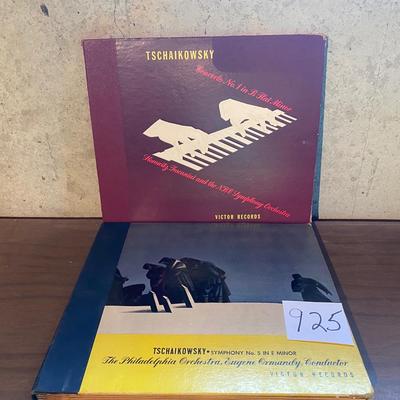 TSCHAIKOWSKY
Concerto No. 1 in B Flat Minor
Horowitz, Toscanini and the NBC Symphony Orchestra
VICTOR RECORDS
925
TSCHAIKOWSKY • SYMPHONY No. 5 IN E MINOR
The Philadelphia Orchestra, Eugene Ormandy, Conductor
VICTOR RECORDS